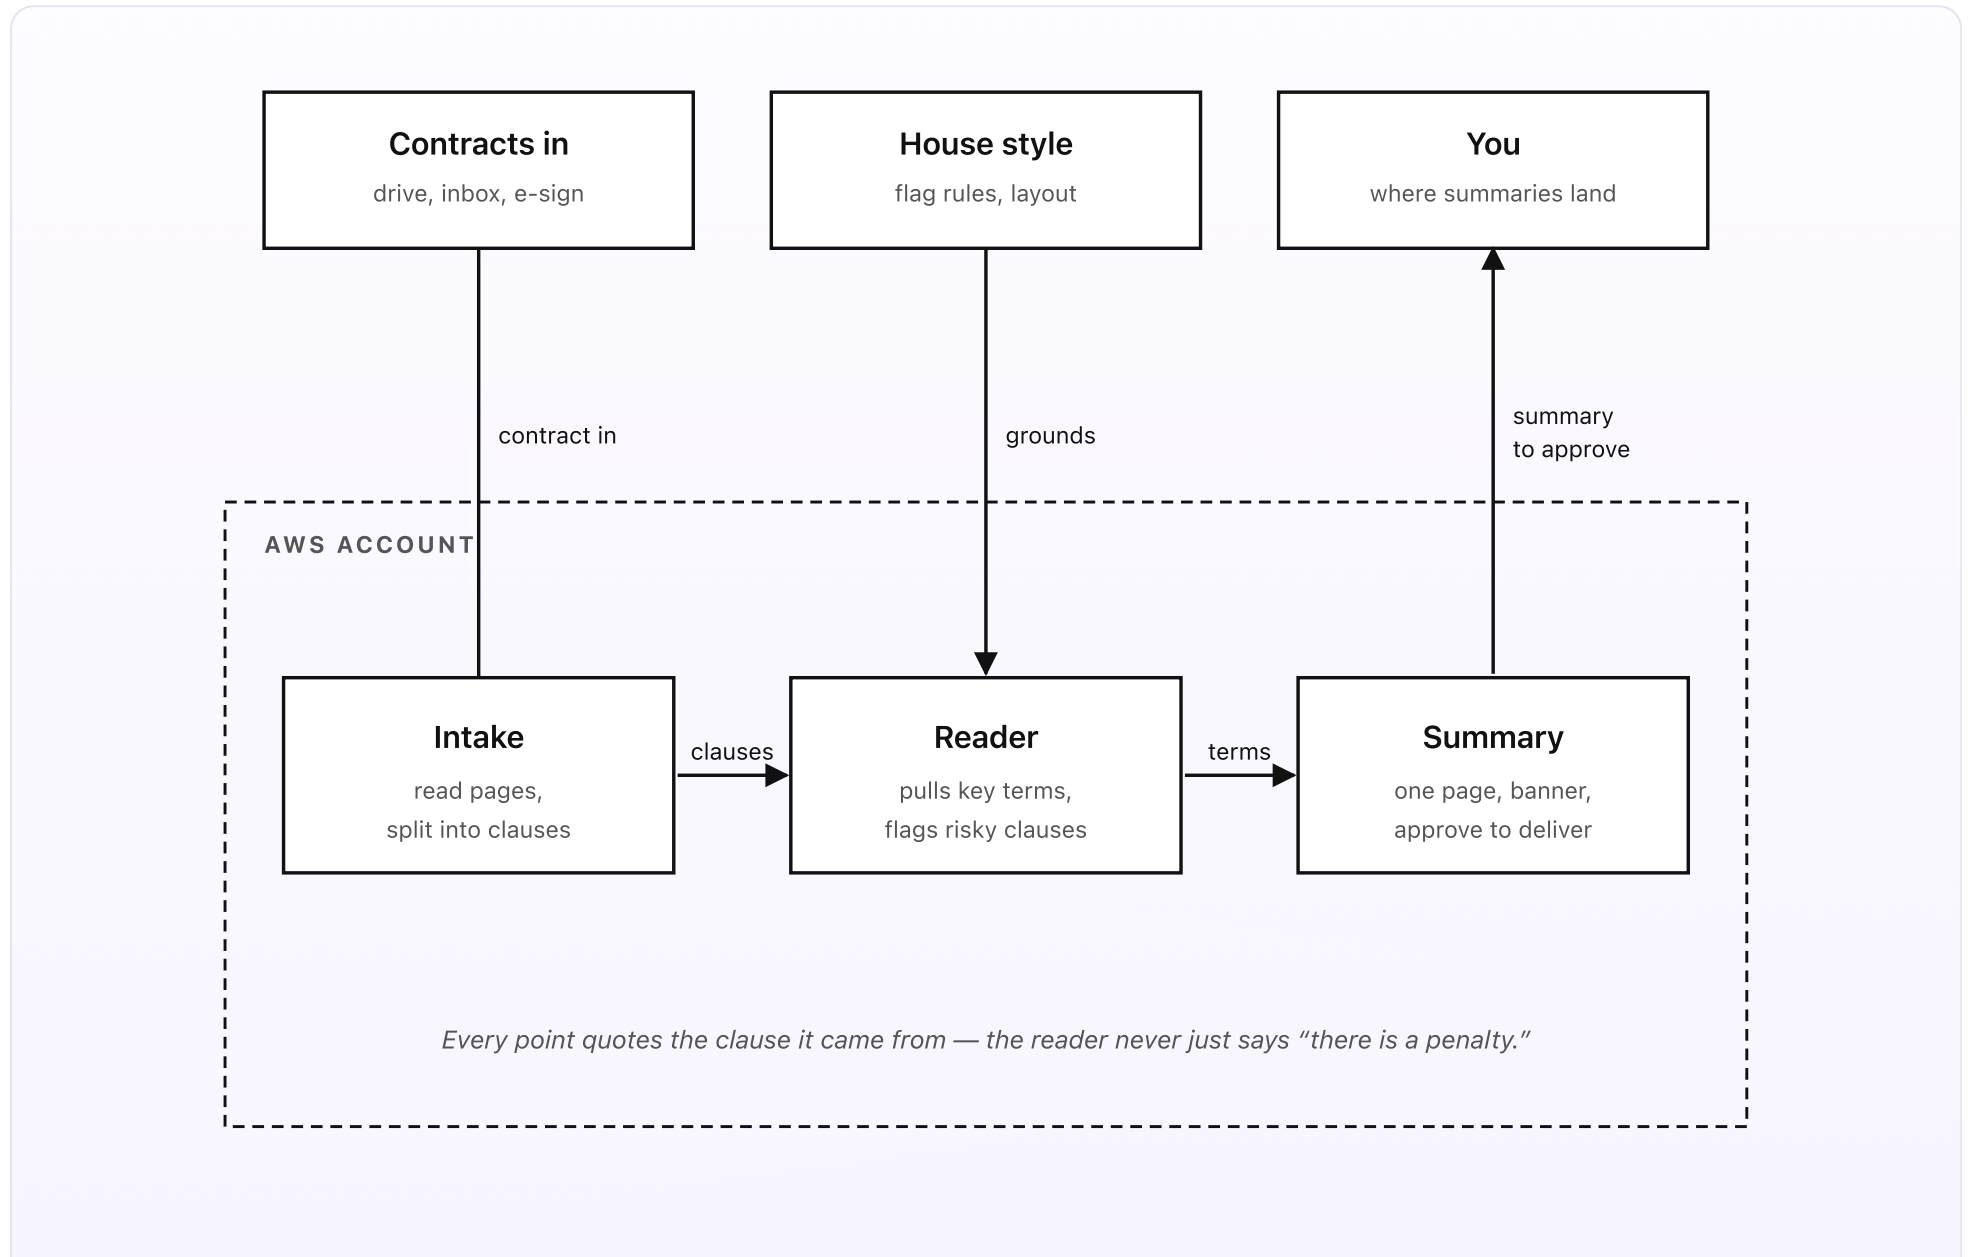 Contracts in
drive, inbox, e-sign
House style
flag rules, layout
You
where summaries land
contract in
grounds
summary
to approve
AWS ACCOUNT
Intake
read pages,
split into clauses
clauses
Reader
pulls key terms,
flags risky clauses
terms
Summary
one page, banner,
approve to deliver
Every point quotes the clause it came from — the reader never just says “there is a penalty.”